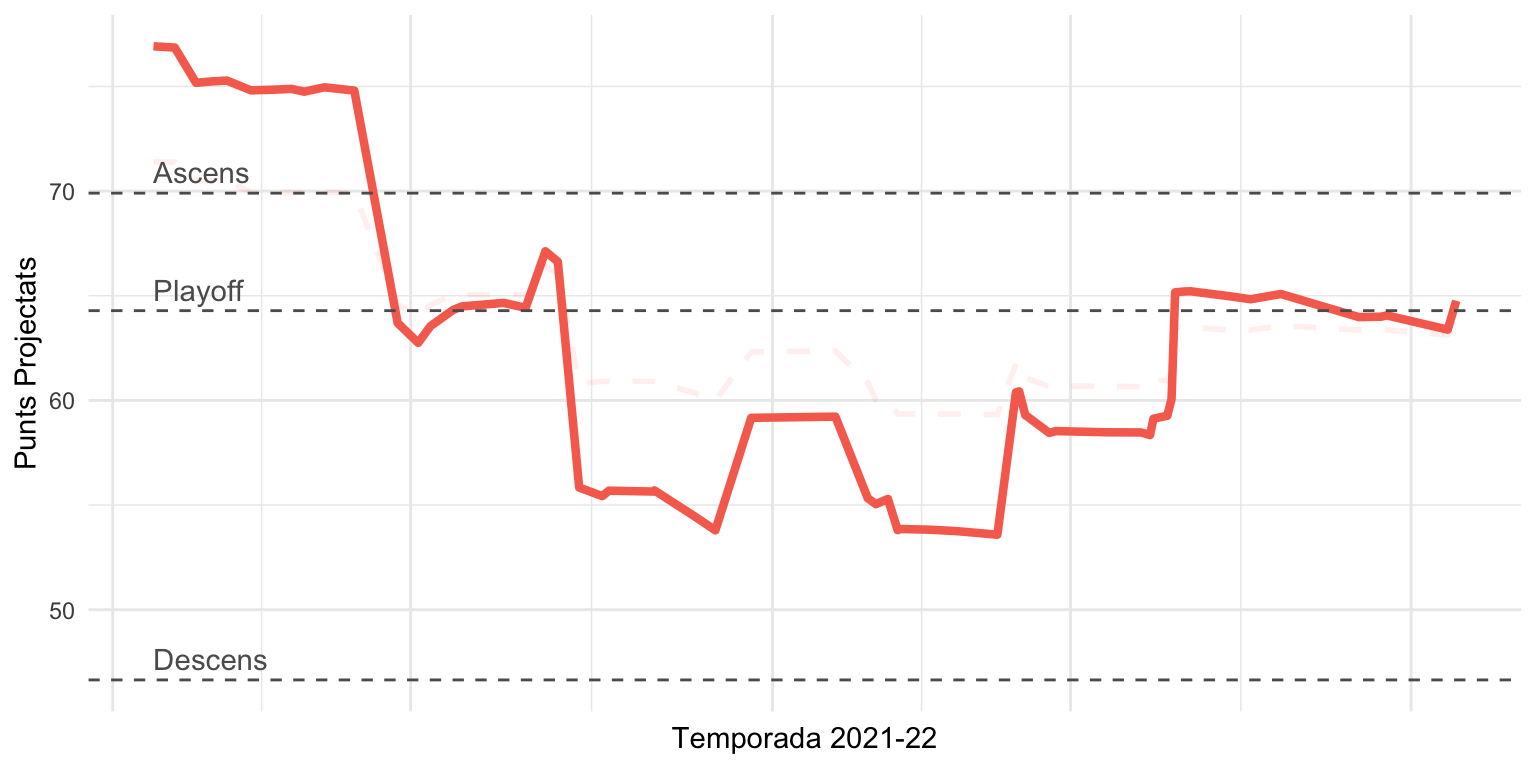 Ascens
70
Playoff
60
50
Descens
Punts Projectats
Temporada 2021-22